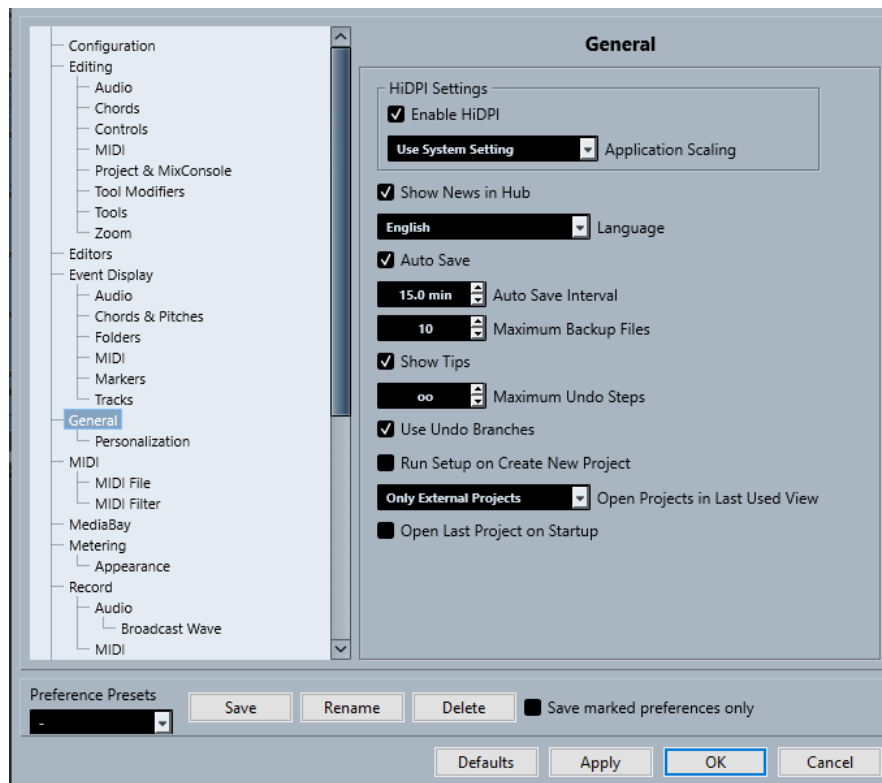 Configuration
Editing
Audio
Chords
Controls
MIDI
Project & MixConsole
Tool Modifiers
Tools
Zoom
Editors
Event Display
Audio
Chords & Pitches
Folders
MIDI
Markers
Tracks
General
Personalization
MIDI
MIDI File
MIDI Filter
MediaBay
Metering
Appearance
Record
Audio
Broadcast Wave
MIDI
General
HiDPI Settings
Enable HiDPI
Use System Setting Application Scaling
Show News in Hub
English Language
Auto Save
15.0 min Auto Save Interval
10 Maximum Backup Files
Show Tips
oo Maximum Undo Steps
Use Undo Branches
Run Setup on Create New Project
Only External Projects Open Projects in Last Used View
Open Last Project on Startup
Preference Presets
- Save Rename Delete Save marked preferences only
Defaults Apply OK Cancel